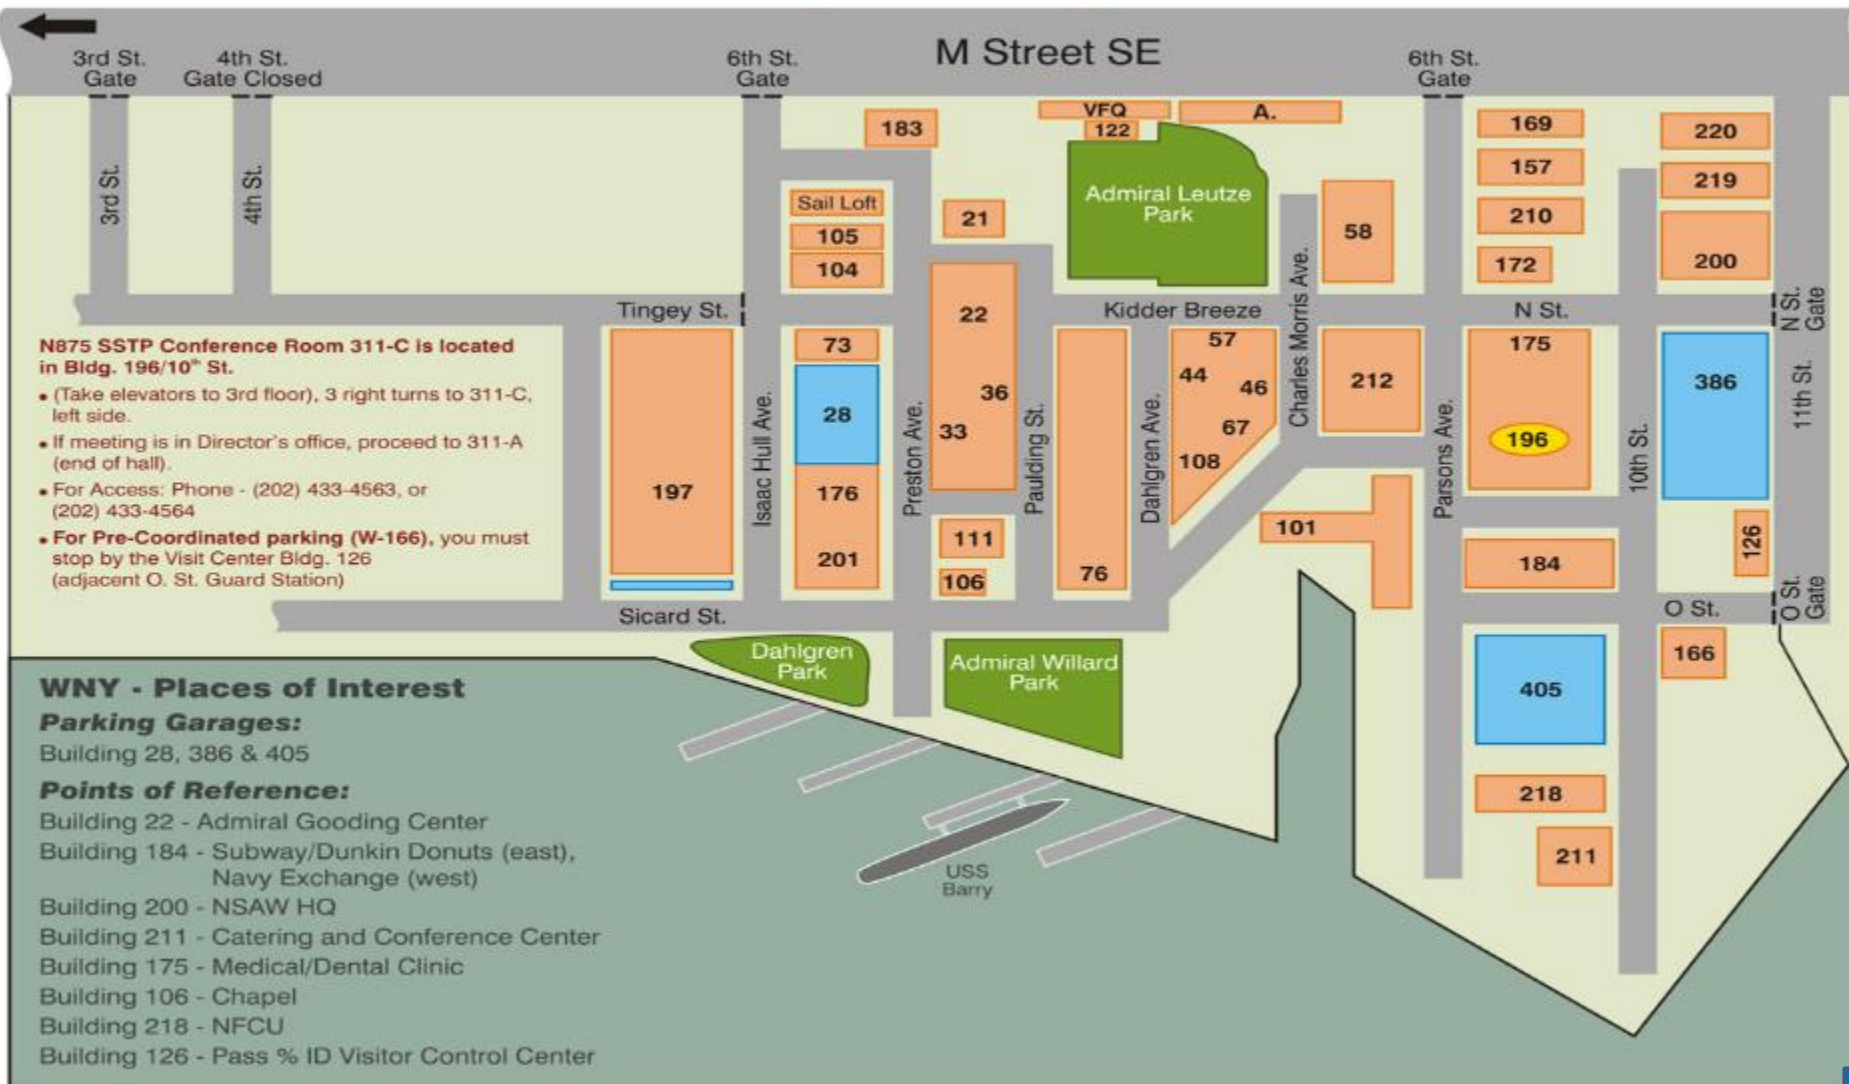 M Street SE
3rd St.
Gate
4th St.
Gate Closed
6th St.
Gate
6th St.
Gate
183
VFQ
122
A.
169
220
157
219
3rd St.
4th St.
Sail Loft
21
Admiral Leutze
Park
58
210
105
104
172
200
Tingey St.
22
Kidder Breeze
Charles Morris Ave.
N St.
N St.
Gate
N875 SSTP Conference Room 311-C is located
in Bldg. 196/10th St.
• (Take elevators to 3rd floor), 3 right turns to 311-C,
left side.
• If meeting is in Director's office, proceed to 311-A
(end of hall).
• For Access: Phone - (202) 433-4563, or
(202) 433-4564
• For Pre-Coordinated parking (W-166), you must
stop by the Visit Center Bldg. 126
(adjacent O. St. Guard Station)
197
Isaac Hull Ave.
73
28
176
201
Preston Ave.
36
33
111
106
Paulding St.
76
Dahlgren Ave.
57
44
46
67
108
212
101
Parsons Ave.
175
196
184
10th St.
386
126
11th St.
Sicard St.
O St.
O St.
Gate
Dahlgren
Park
Admiral Willard
Park
405
166
218
211
USS
Barry
WNY - Places of Interest
Parking Garages:
Building 28, 386 & 405
Points of Reference:
Building 22 - Admiral Gooding Center
Building 184 - Subway/Dunkin Donuts (east),
Navy Exchange (west)
Building 200 - NSAW HQ
Building 211 - Catering and Conference Center
Building 175 - Medical/Dental Clinic
Building 106 - Chapel
Building 218 - NFCU
Building 126 - Pass % ID Visitor Control Center